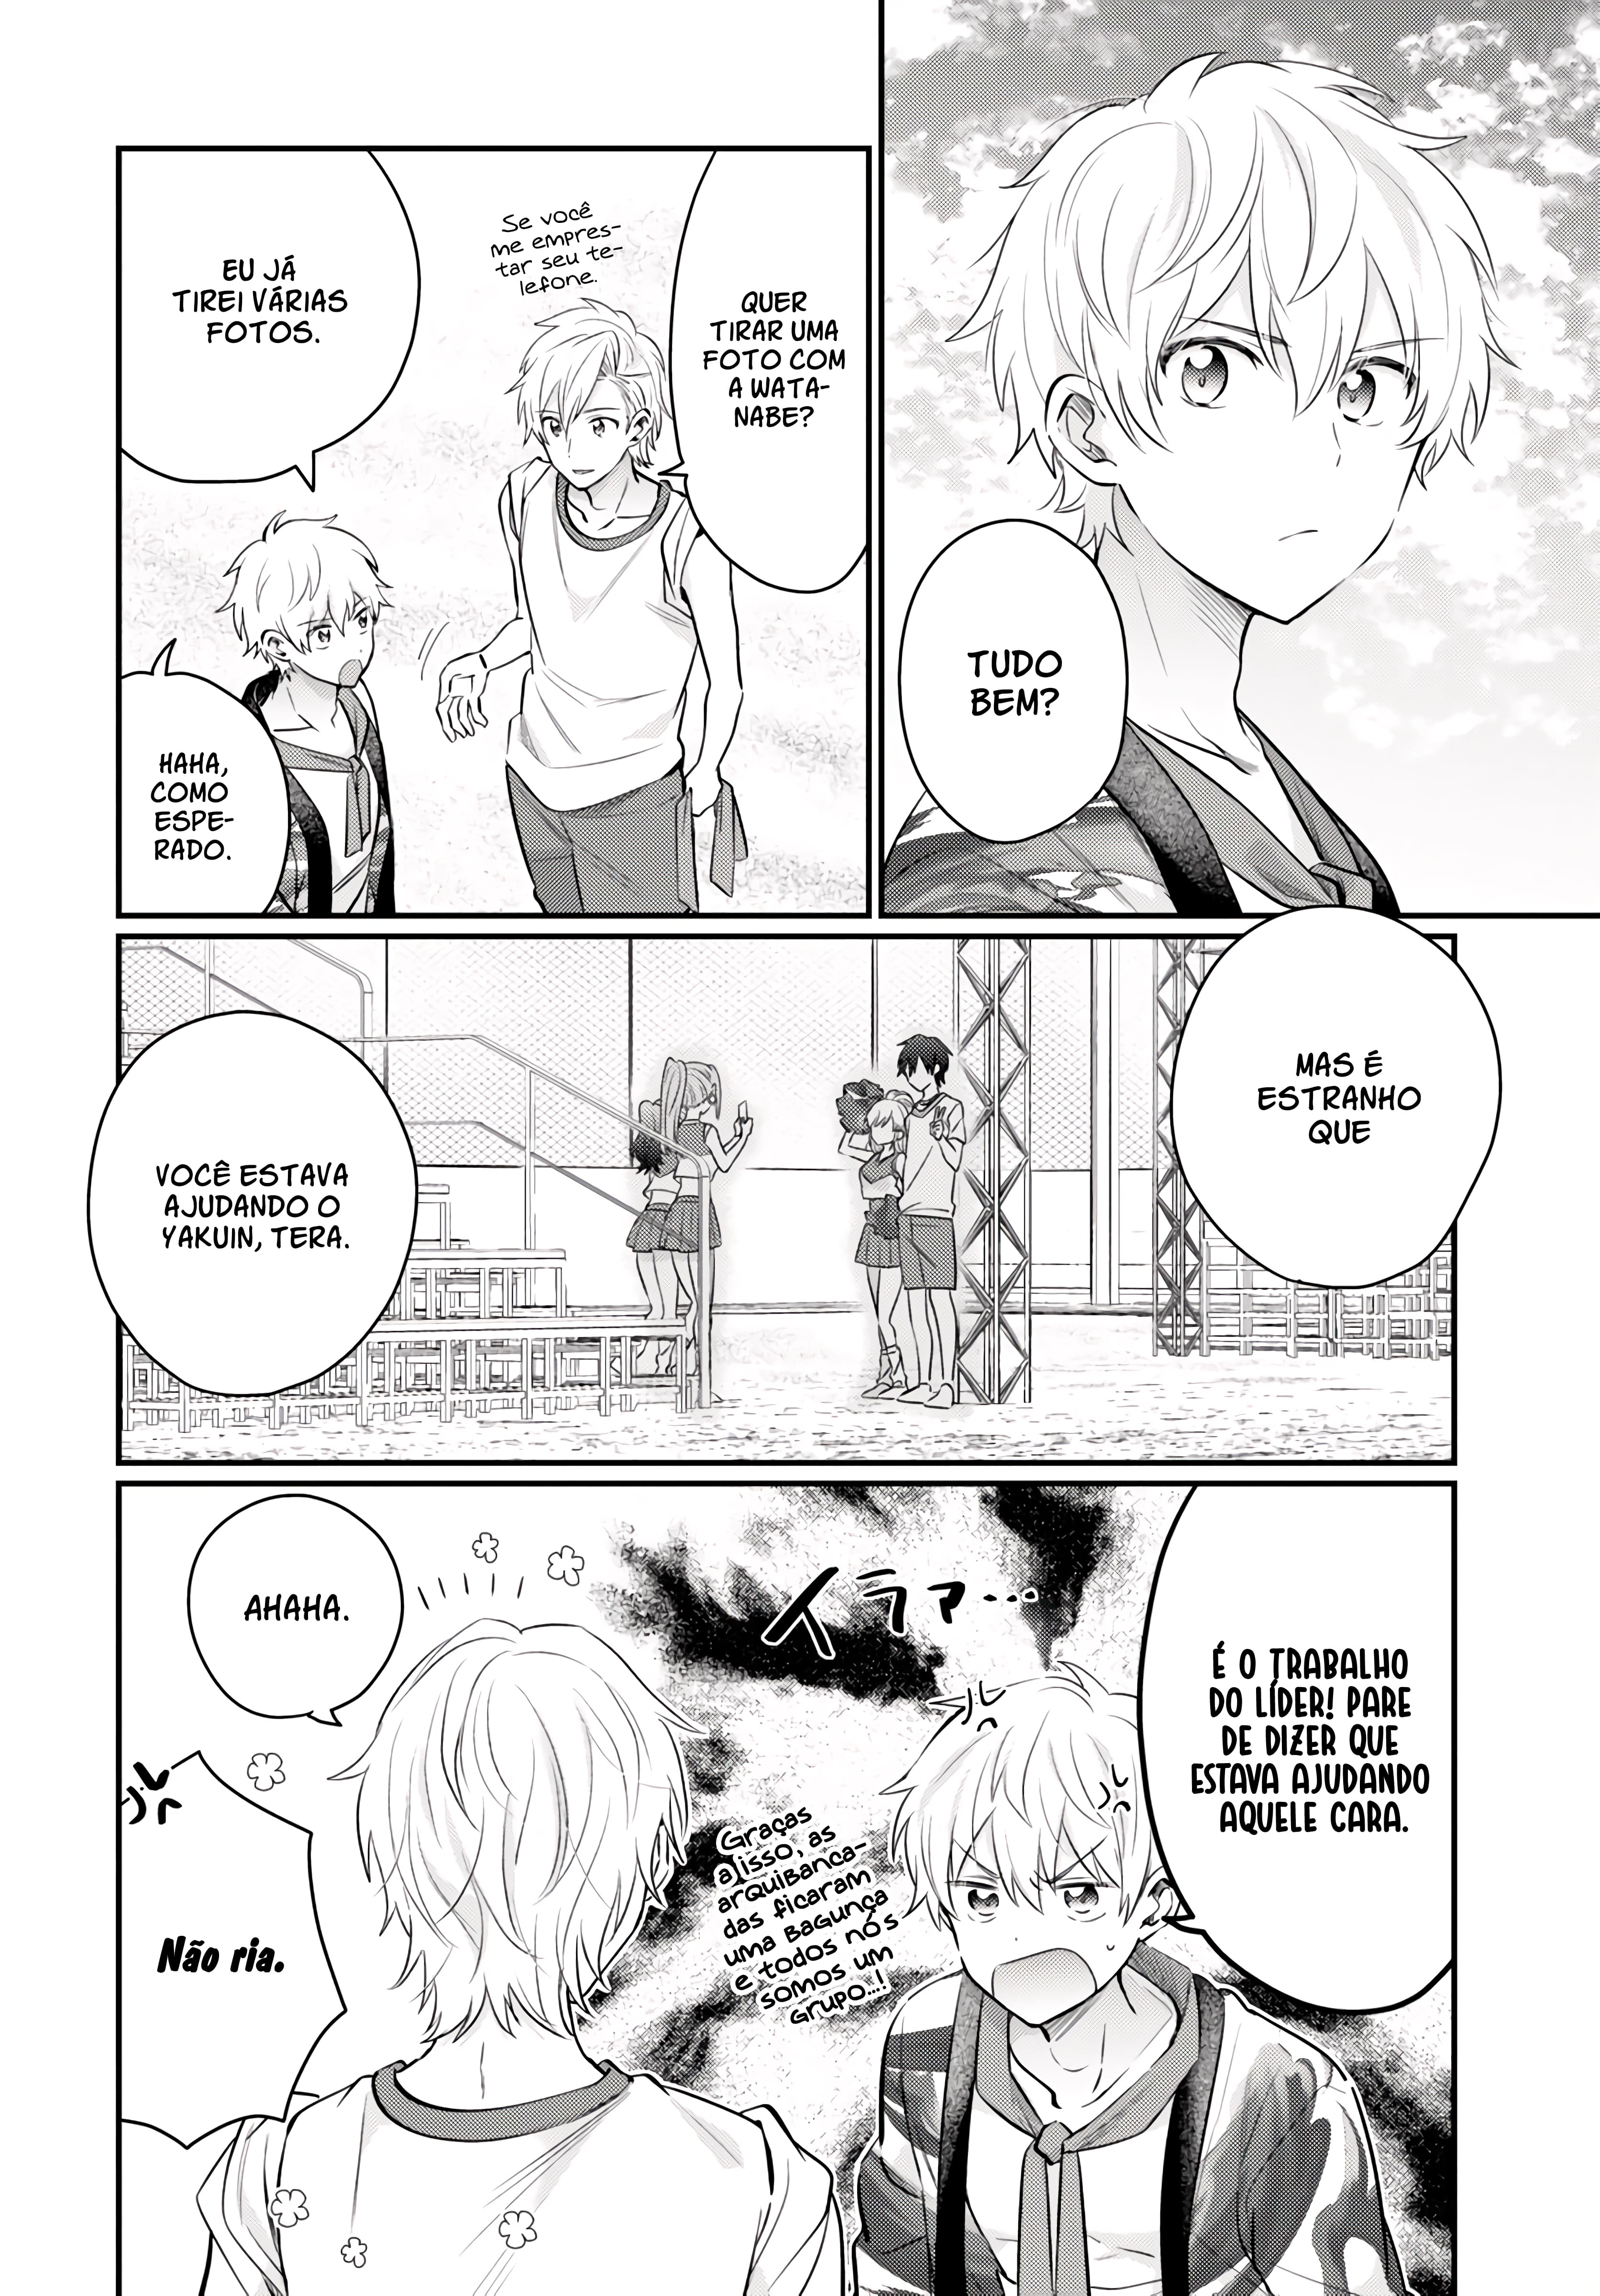 TUDO
BEM?
QUER
TIRAR UMA
FOTO COM
A WATA-
NABE?
Se você
me empres-
tar seu te-
lefone.
EU JÁ
TIREI VÁRIAS
FOTOS.
HAHA,
COMO
ESPE-
RADO.
MAS É
ESTRANHO
QUE
VOCÊ ESTAVA
AJUDANDO O
YAKUIN, TERA.
É O TRABALHO
DO LÍDER! PARE
DE DIZER QUE
ESTAVA AJUDANDO
AQUELE CARA.
イラァ…
Graças
a isso, as
arquibanca-
das ficaram
uma bagunça
e todos nós
somos um
grupo...!
AHAHA.
Não ria.